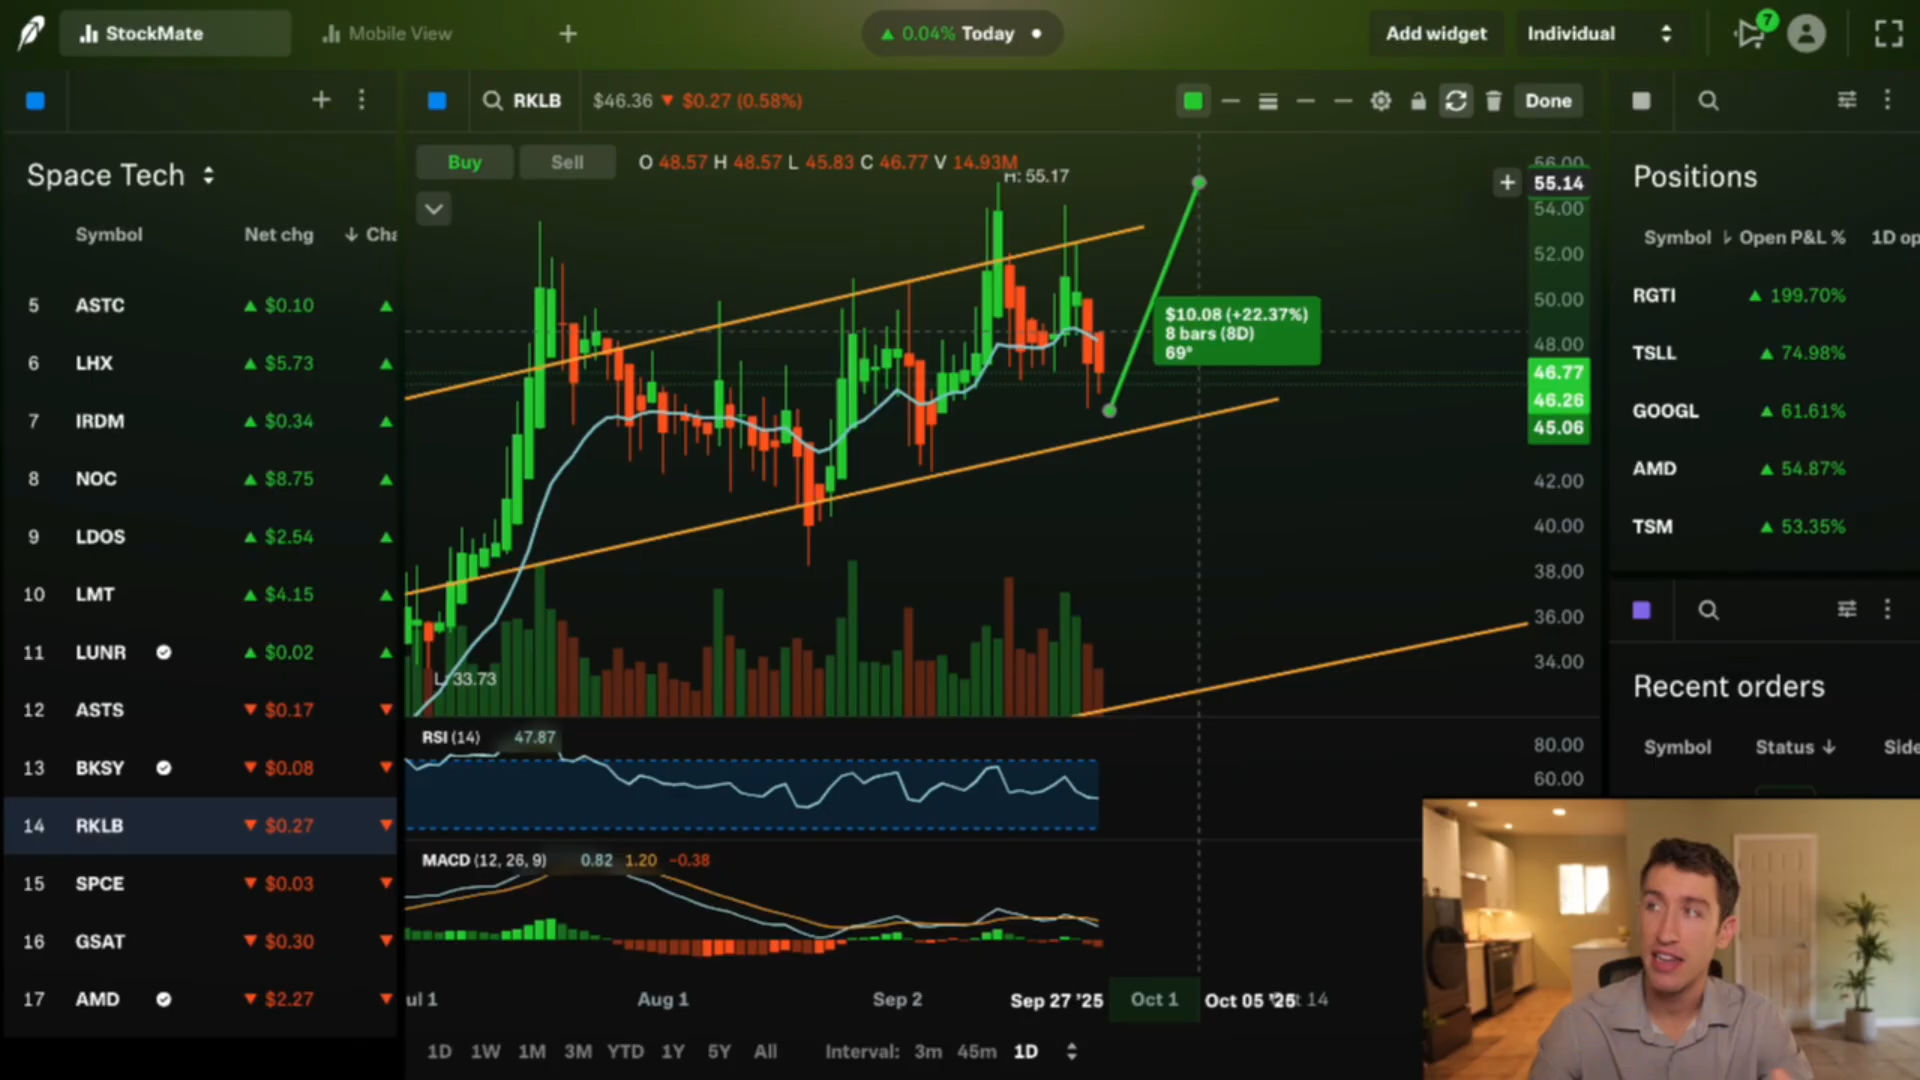 StockMate
Mobile View
0.04% Today
Add widget
Individual
7
RKLB
$46.36
$0.27 (0.58%)
Done
Space Tech
Symbol
Net chg
Cha
5 ASTC $0.10
6 LHX $5.73
7 IRDM $0.34
8 NOC $8.75
9 LDOS $2.54
10 LMT $4.15
11 LUNR $0.02
12 ASTS $0.17
13 BKSY $0.08
14 RKLB $0.27
15 SPCE $0.03
16 GSAT $0.30
17 AMD $2.27
Buy
Sell
O 48.57 H 48.57 L 45.83 C 46.77 V 14.93M
H: 55.17
$10.08 (+22.37%)
8 bars (8D)
69°
L: 33.73
56.00
55.14
54.00
52.00
50.00
48.00
46.77
46.26
45.06
42.00
40.00
38.00
36.00
34.00
RSI (14) 47.87
80.00
60.00
MACD (12, 26, 9) 0.82 1.20 −0.38
ul 1
Aug 1
Sep 2
Sep 27 '25
Oct 1
Oct 05 '25
14
1D 1W 1M 3M YTD 1Y 5Y All
Interval: 3m 45m 1D
Positions
Symbol
Open P&L %
1D op
RGTI 199.70%
TSLL 74.98%
GOOGL 61.61%
AMD 54.87%
TSM 53.35%
Recent orders
Symbol
Status
Side